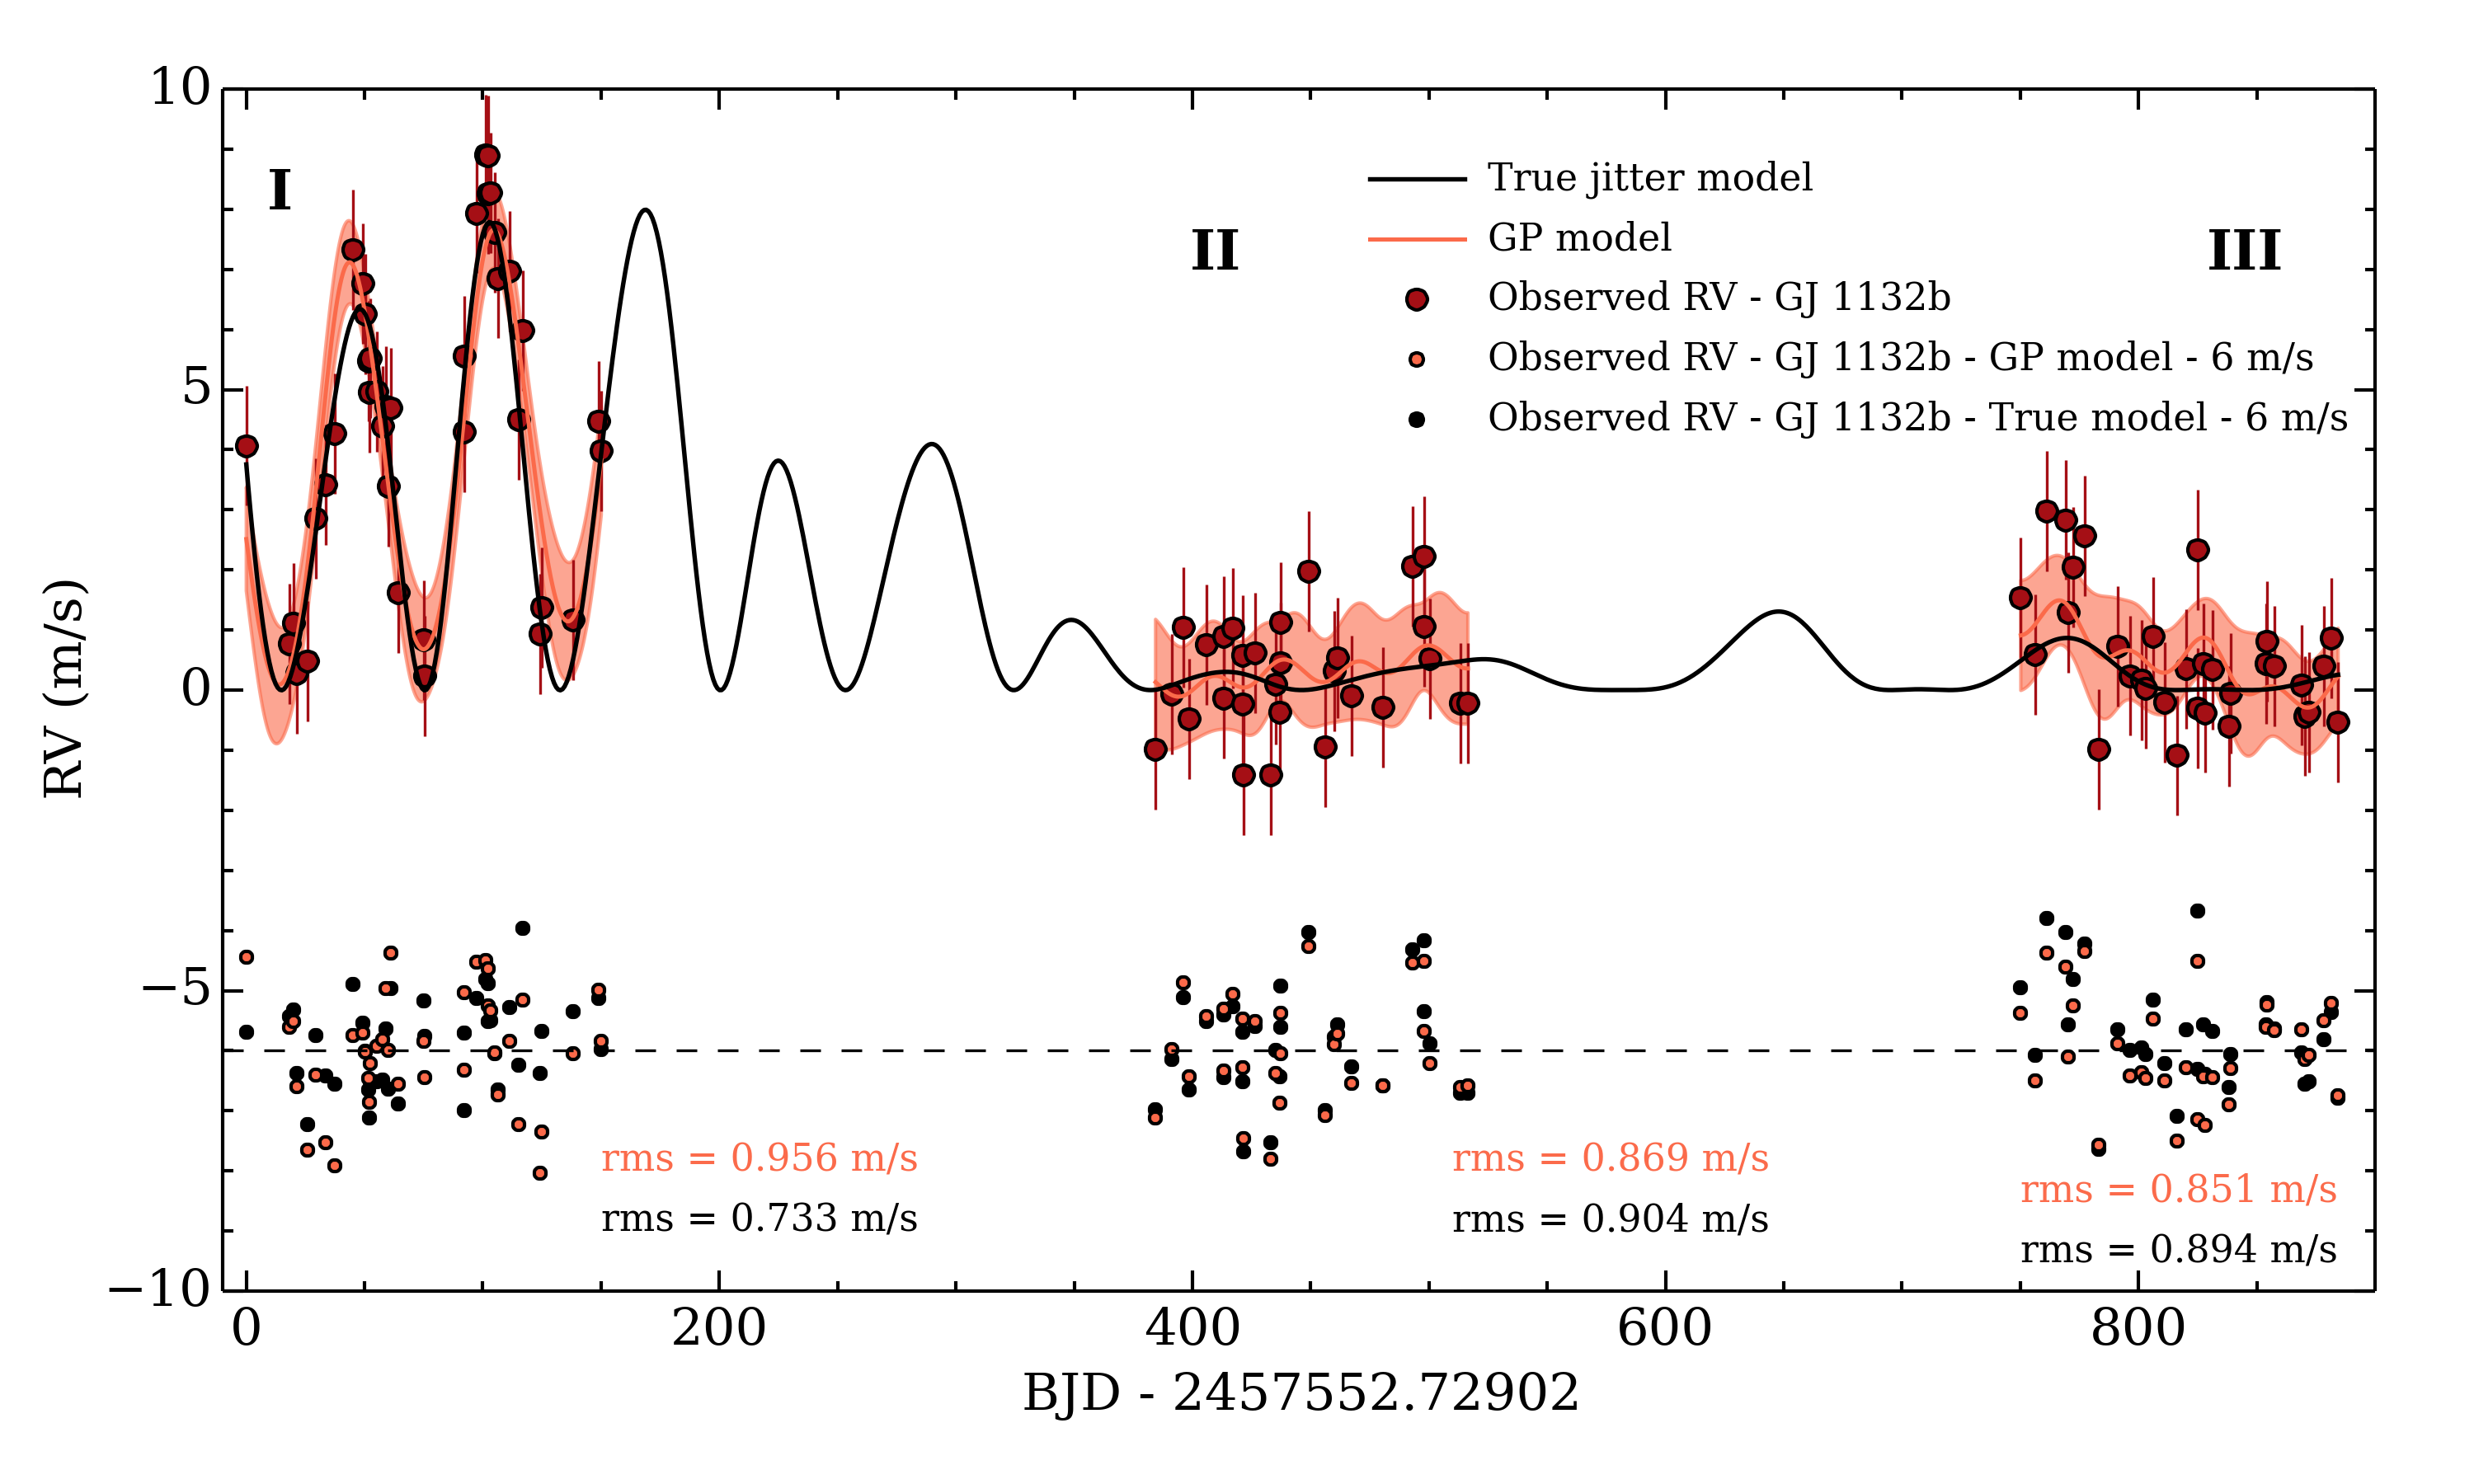 10
5
0
−5
−10
RV (m/s)
I
II
III
True jitter model
GP model
Observed RV - GJ 1132b
Observed RV - GJ 1132b - GP model - 6 m/s
Observed RV - GJ 1132b - True model - 6 m/s
rms = 0.956 m/s
rms = 0.733 m/s
rms = 0.869 m/s
rms = 0.904 m/s
rms = 0.851 m/s
rms = 0.894 m/s
0 200 400 600 800
BJD - 2457552.72902